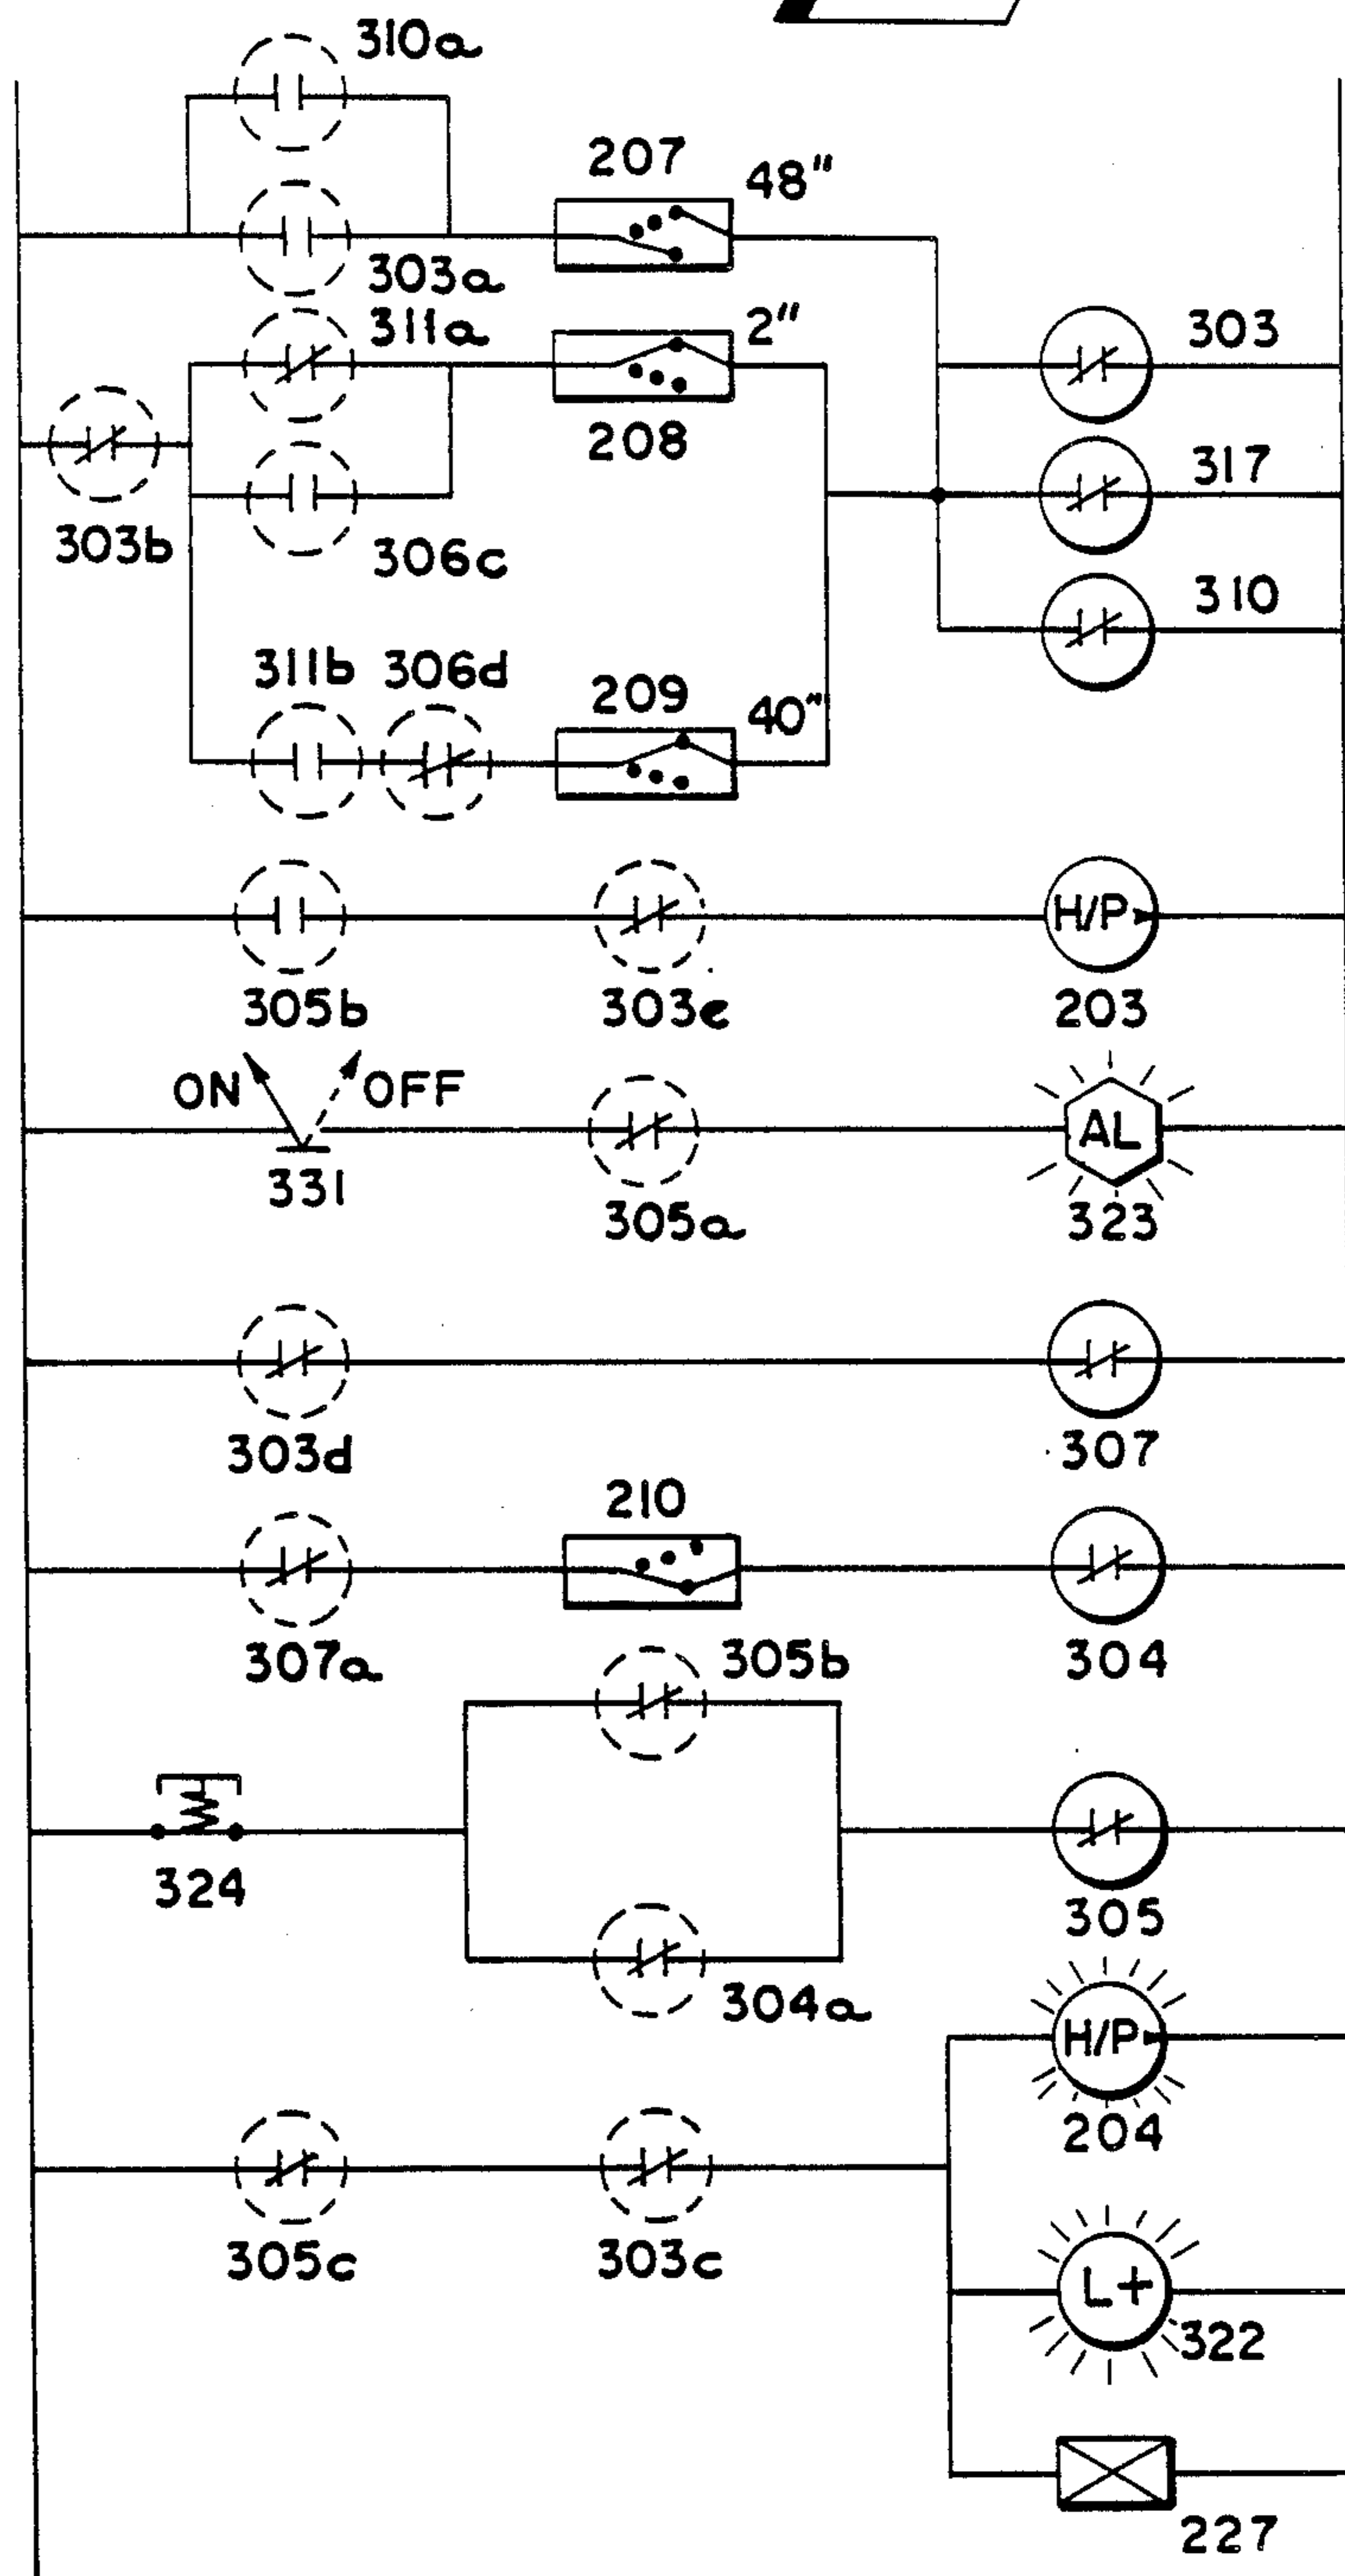 310a
207
48"
303a
311a
2"
303
208
317
303b
306c
310
311b
306d
209
40"
H/P
305b
303e
203
ON
OFF
AL
331
305a
323
303d
307
210
307a
305b
304
324
305
304a
H/P
204
305c
303c
L+
322
227